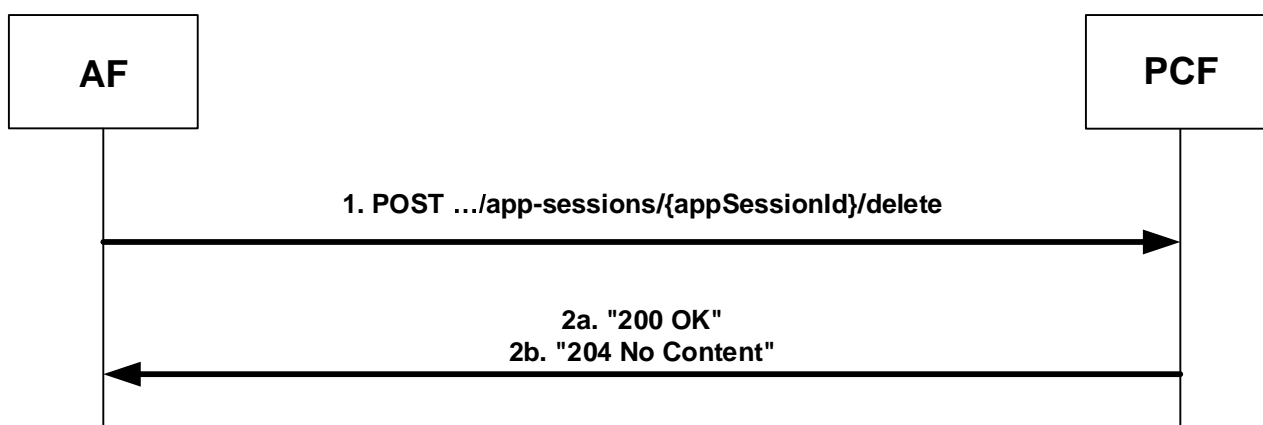 AF
PCF
1. POST …/app-sessions/{appSessionId}/delete
2a. "200 OK"
2b. "204 No Content"